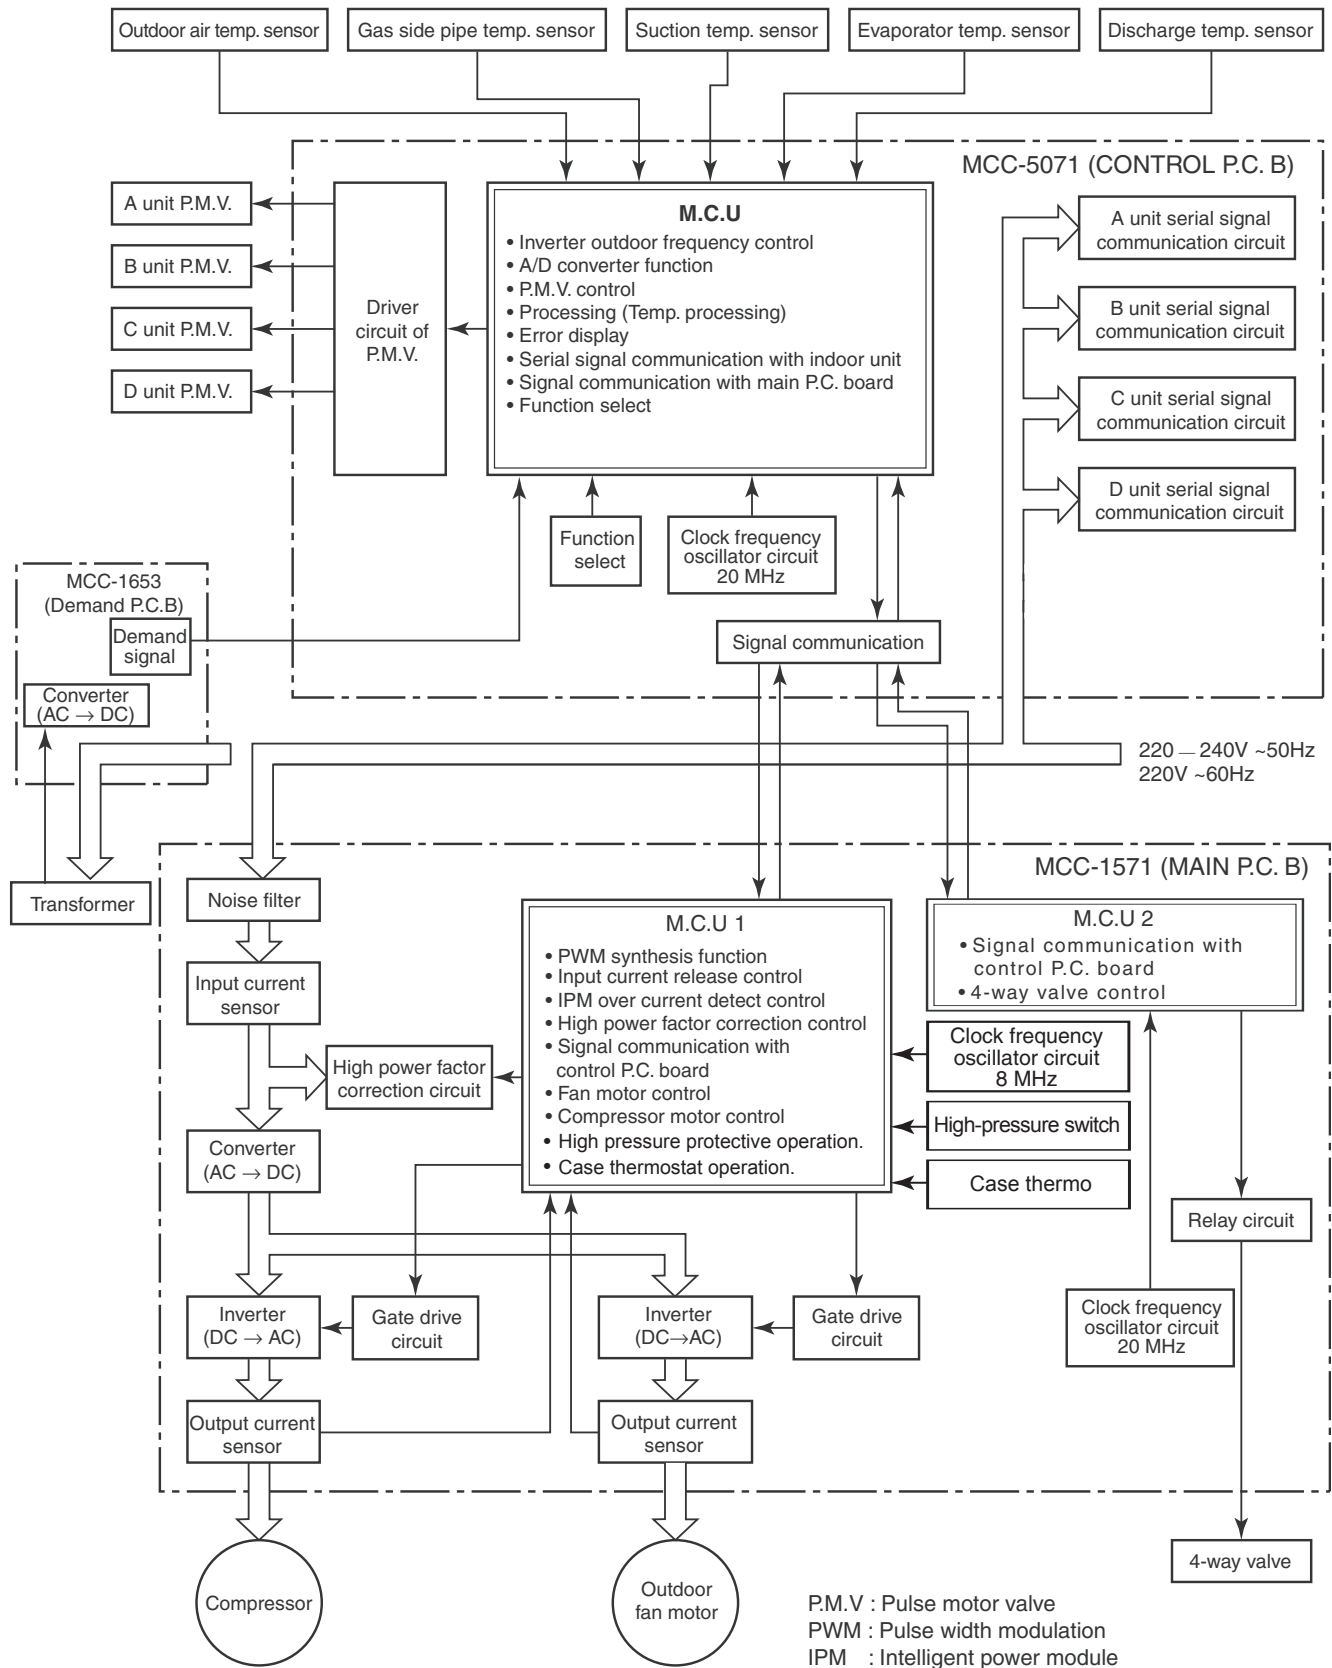 Outdoor air temp. sensor
Gas side pipe temp. sensor
Suction temp. sensor
Evaporator temp. sensor
Discharge temp. sensor
MCC-5071 (CONTROL P.C. B)
A unit P.M.V.
B unit P.M.V.
C unit P.M.V.
D unit P.M.V.
Driver
circuit of
P.M.V.
M.C.U
• Inverter outdoor frequency control
• A/D converter function
• P.M.V. control
• Processing (Temp. processing)
• Error display
• Serial signal communication with indoor unit
• Signal communication with main P.C. board
• Function select
A unit serial signal
communication circuit
B unit serial signal
communication circuit
C unit serial signal
communication circuit
D unit serial signal
communication circuit
Function
select
Clock frequency
oscillator circuit
20 MHz
MCC-1653
(Demand P.C.B)
Demand
signal
Converter
(AC → DC)
Signal communication
220 — 240V ~50Hz
220V ~60Hz
Transformer
MCC-1571 (MAIN P.C. B)
Noise filter
Input current
sensor
High power factor
correction circuit
Converter
(AC → DC)
M.C.U 1
• PWM synthesis function
• Input current release control
• IPM over current detect control
• High power factor correction control
• Signal communication with
control P.C. board
• Fan motor control
• Compressor motor control
• High pressure protective operation.
• Case thermostat operation.
M.C.U 2
• Signal communication with
control P.C. board
• 4-way valve control
Clock frequency
oscillator circuit
8 MHz
High-pressure switch
Case thermo
Relay circuit
Inverter
(DC → AC)
Gate drive
circuit
Inverter
(DC→AC)
Gate drive
circuit
Clock frequency
oscillator circuit
20 MHz
Output current
sensor
Output current
sensor
Compressor
Outdoor
fan motor
4-way valve
P.M.V : Pulse motor valve
PWM : Pulse width modulation
IPM : Intelligent power module